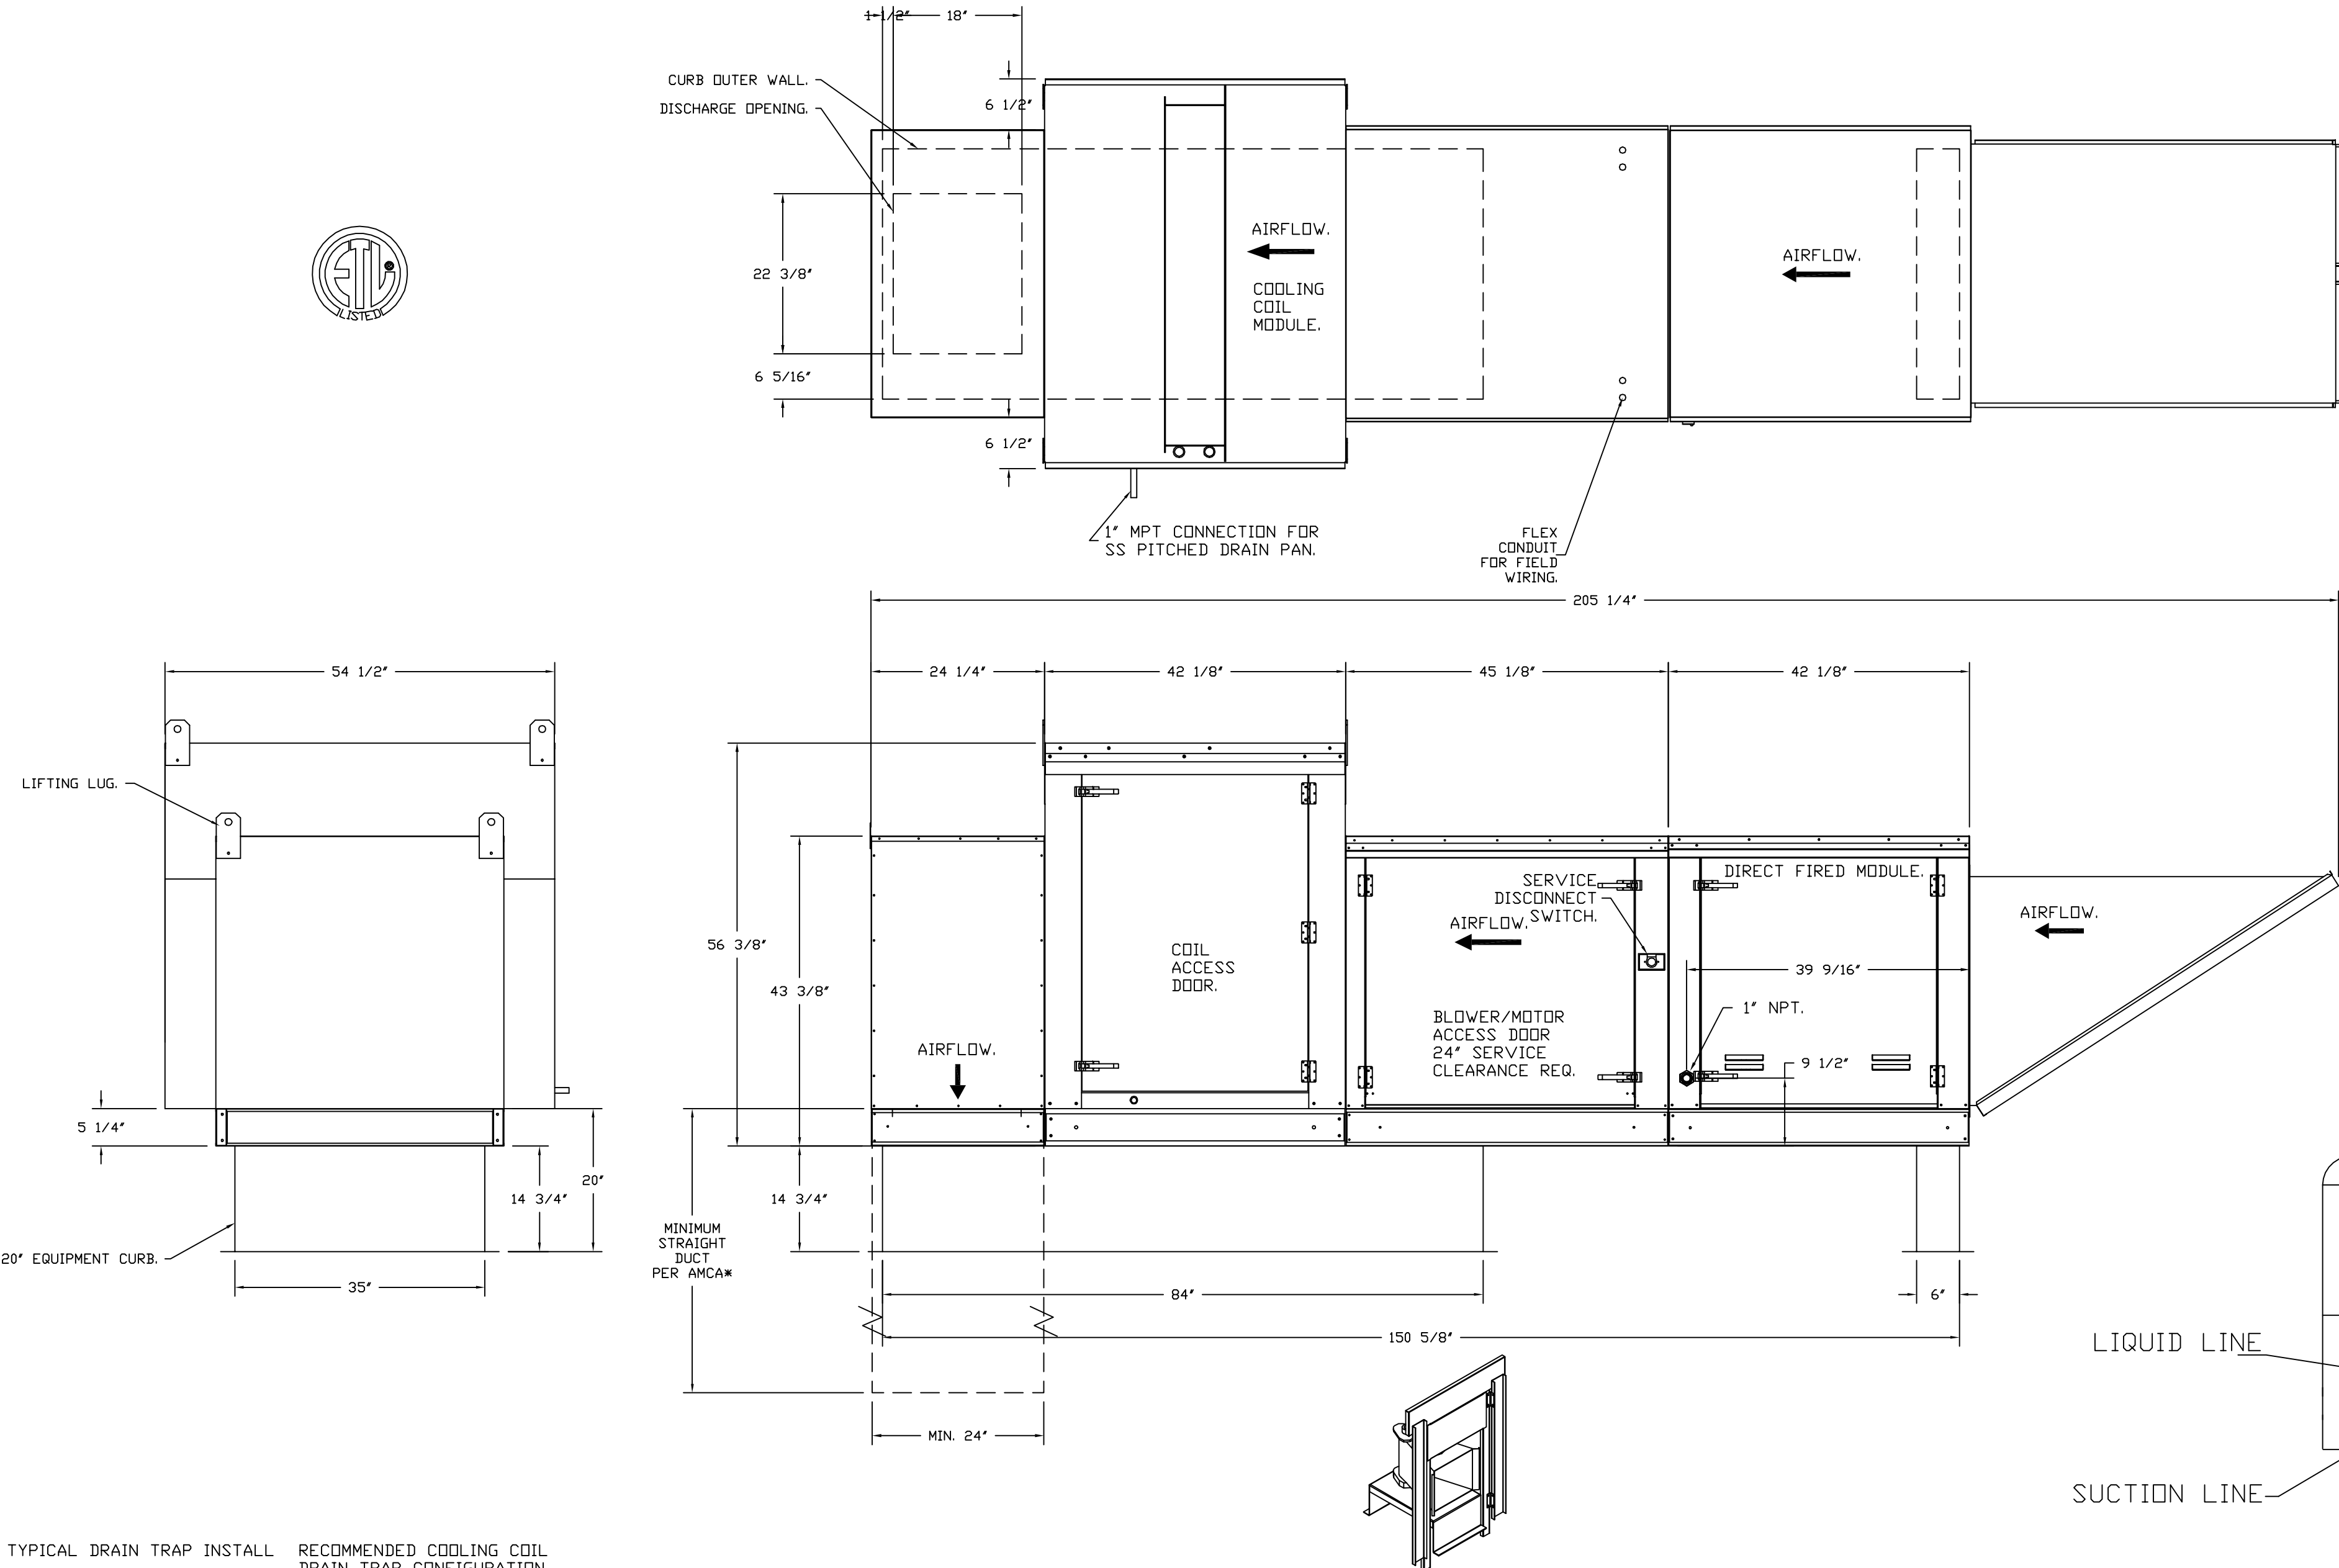 1 1/2"
18"
CURB OUTER WALL.
DISCHARGE OPENING.
6 1/2"
AIRFLOW.
COOLING
COIL
MODULE.
AIRFLOW.
22 3/8"
6 5/16"
6 1/2"
LISTED
1" MPT CONNECTION FOR
SS PITCHED DRAIN PAN.
FLEX
CONDUIT
FOR FIELD
WIRING.
205 1/4"
54 1/2"
24 1/4"
42 1/8"
45 1/8"
42 1/8"
LIFTING LUG.
DIRECT FIRED MODULE.
SERVICE
DISCONNECT
SWITCH.
AIRFLOW.
AIRFLOW.
56 3/8"
43 3/8"
COIL
ACCESS
DOOR.
39 9/16"
1" NPT.
BLOWER/MOTOR
ACCESS DOOR
24" SERVICE
CLEARANCE REQ.
AIRFLOW.
9 1/2"
5 1/4"
14 3/4"
20"
14 3/4"
MINIMUM
STRAIGHT
DUCT
PER AMCA*
20" EQUIPMENT CURB.
35"
84"
6"
150 5/8"
LIQUID LINE
MIN. 24"
SUCTION LINE
TYPICAL DRAIN TRAP INSTALL
RECOMMENDED COOLING COIL
DRAIN TRAP CONFIGURATION